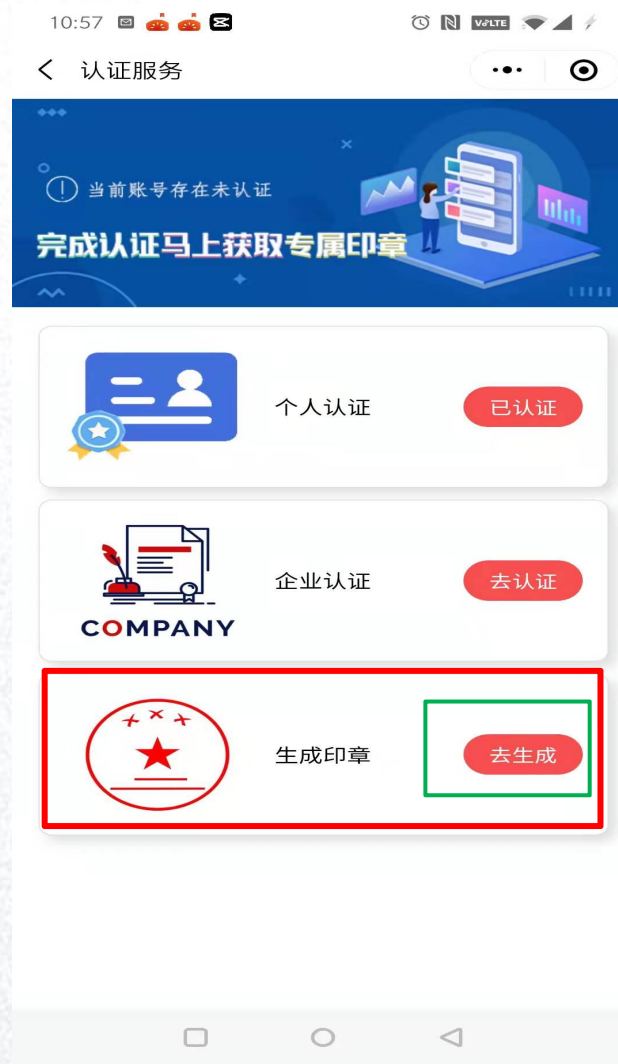 10:57
VoLTE
认证服务
当前账号存在未认证
完成认证马上获取专属印章
个人认证
已认证
COMPANY
企业认证
去认证
生成印章
去生成